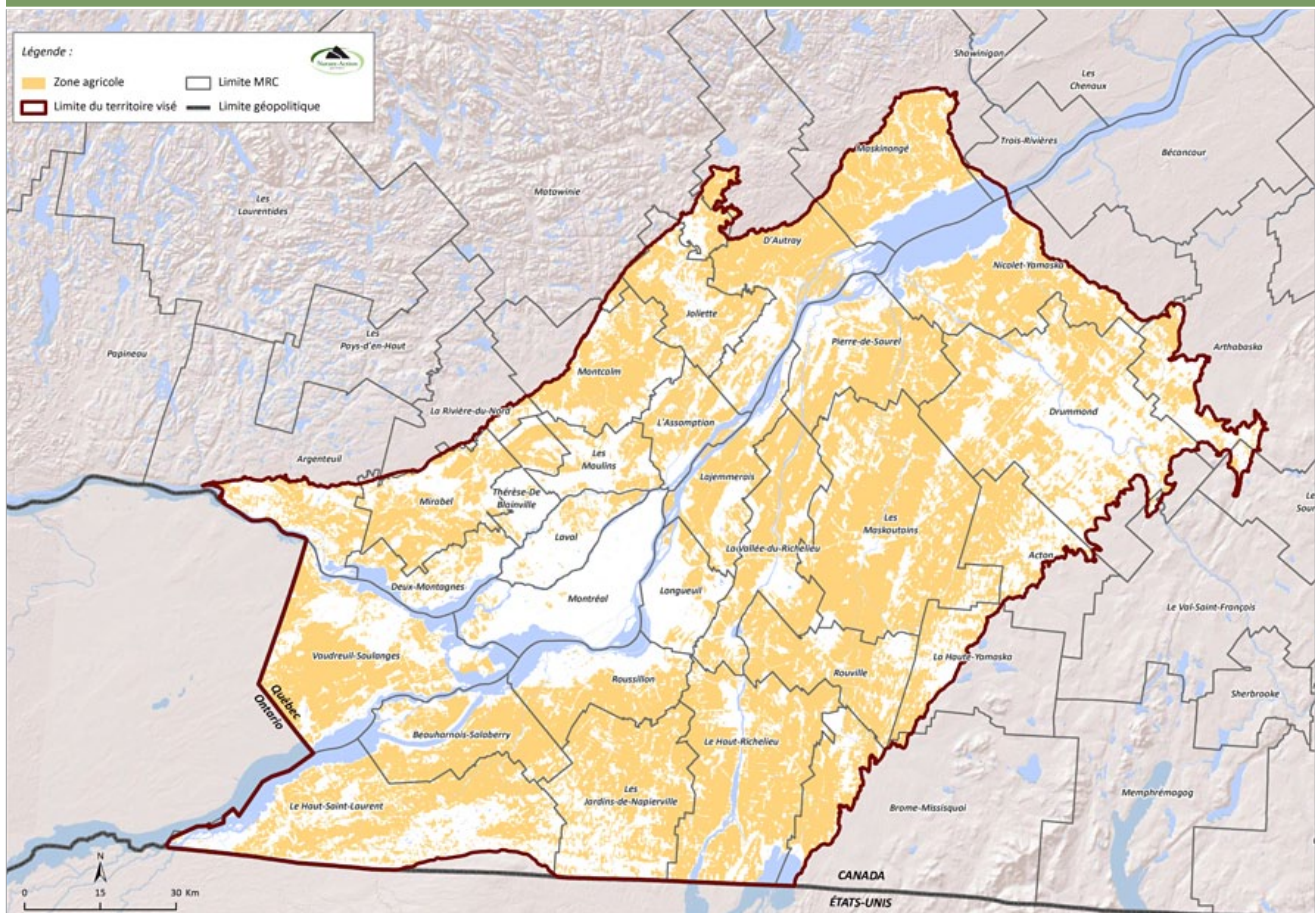 Légende :
Zone agricole
Limite MRC
Limite du territoire visé
Limite géopolitique
Shawinigan
Les
Chenaux
Trois-Rivières
Bécancour
Maskinongé
Matawinie
Les
Laurentides
D'Autray
Nicolet-Yamaska
Joliette
Pierre-de-Saurel
Arthabaska
Les
Pays-d'en-Haut
Papineau
Montcalm
La Rivière-du-Nord
Drummond
L'Assomption
Argenteuil
Les
Moulins
Lajemmerais
Mirabel
Thérèse-De
Blainville
Les
Maskoutains
Laval
La Vallée-du-Richelieu
Acton
Deux-Montagnes
Montréal
Longueuil
Le Val-Saint-François
Vaudreuil-Soulanges
La Haute-Yamaska
Roussillon
Rouville
Sherbrooke
Québec
Ontario
Beauharnois-Salaberry
Le Haut-Richelieu
Les
Jardins-de-Napierville
Le Haut-Saint-Laurent
Memphrémagog
Brome-Missisquoi
N
0 15 30 Km
CANADA
ÉTATS-UNIS